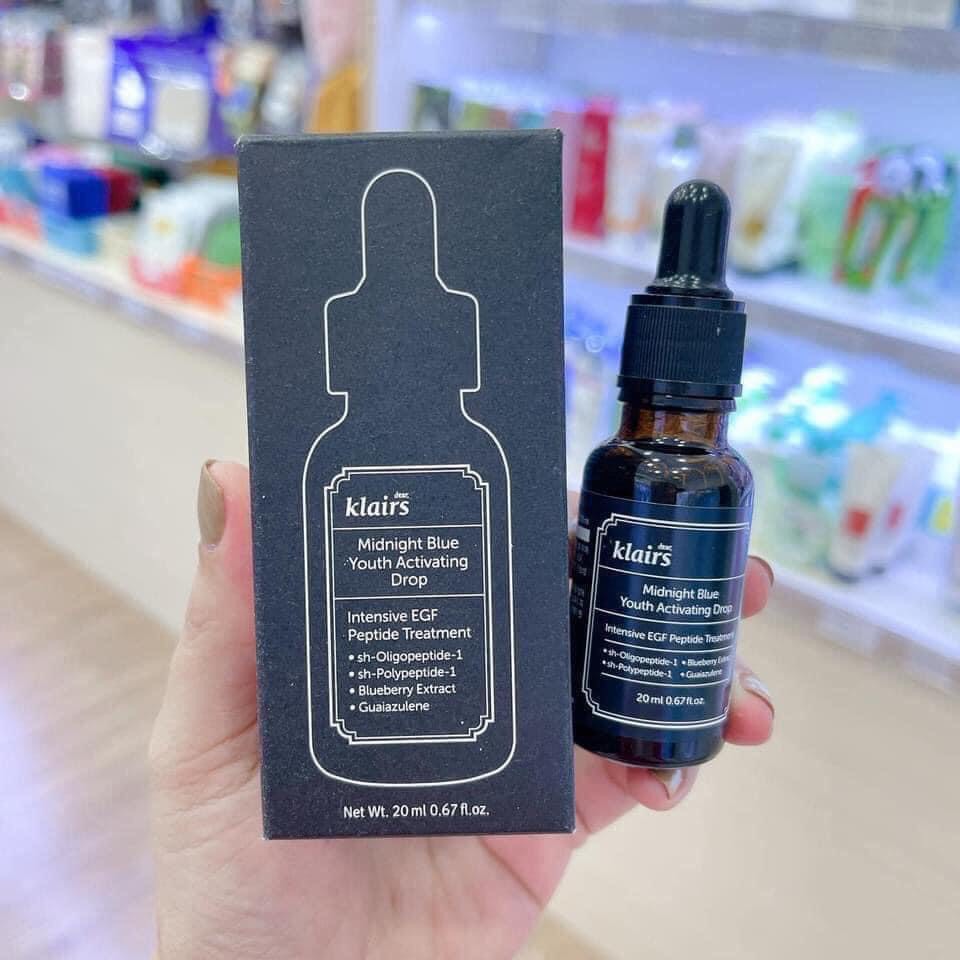 dear,
klairs
Midnight Blue
Youth Activating
Drop
Intensive EGF
Peptide Treatment
• sh-Oligopeptide-1
• sh-Polypeptide-1
• Blueberry Extract
• Guaiazulene
Net Wt. 20 ml 0.67 fl.oz.
dear,
klairs
Midnight Blue
Youth Activating Drop
Intensive EGF Peptide Treatment
• sh-Oligopeptide-1 • Blueberry Extract
• sh-Polypeptide-1 • Guaiazulene
20 ml 0.67 fl.oz.